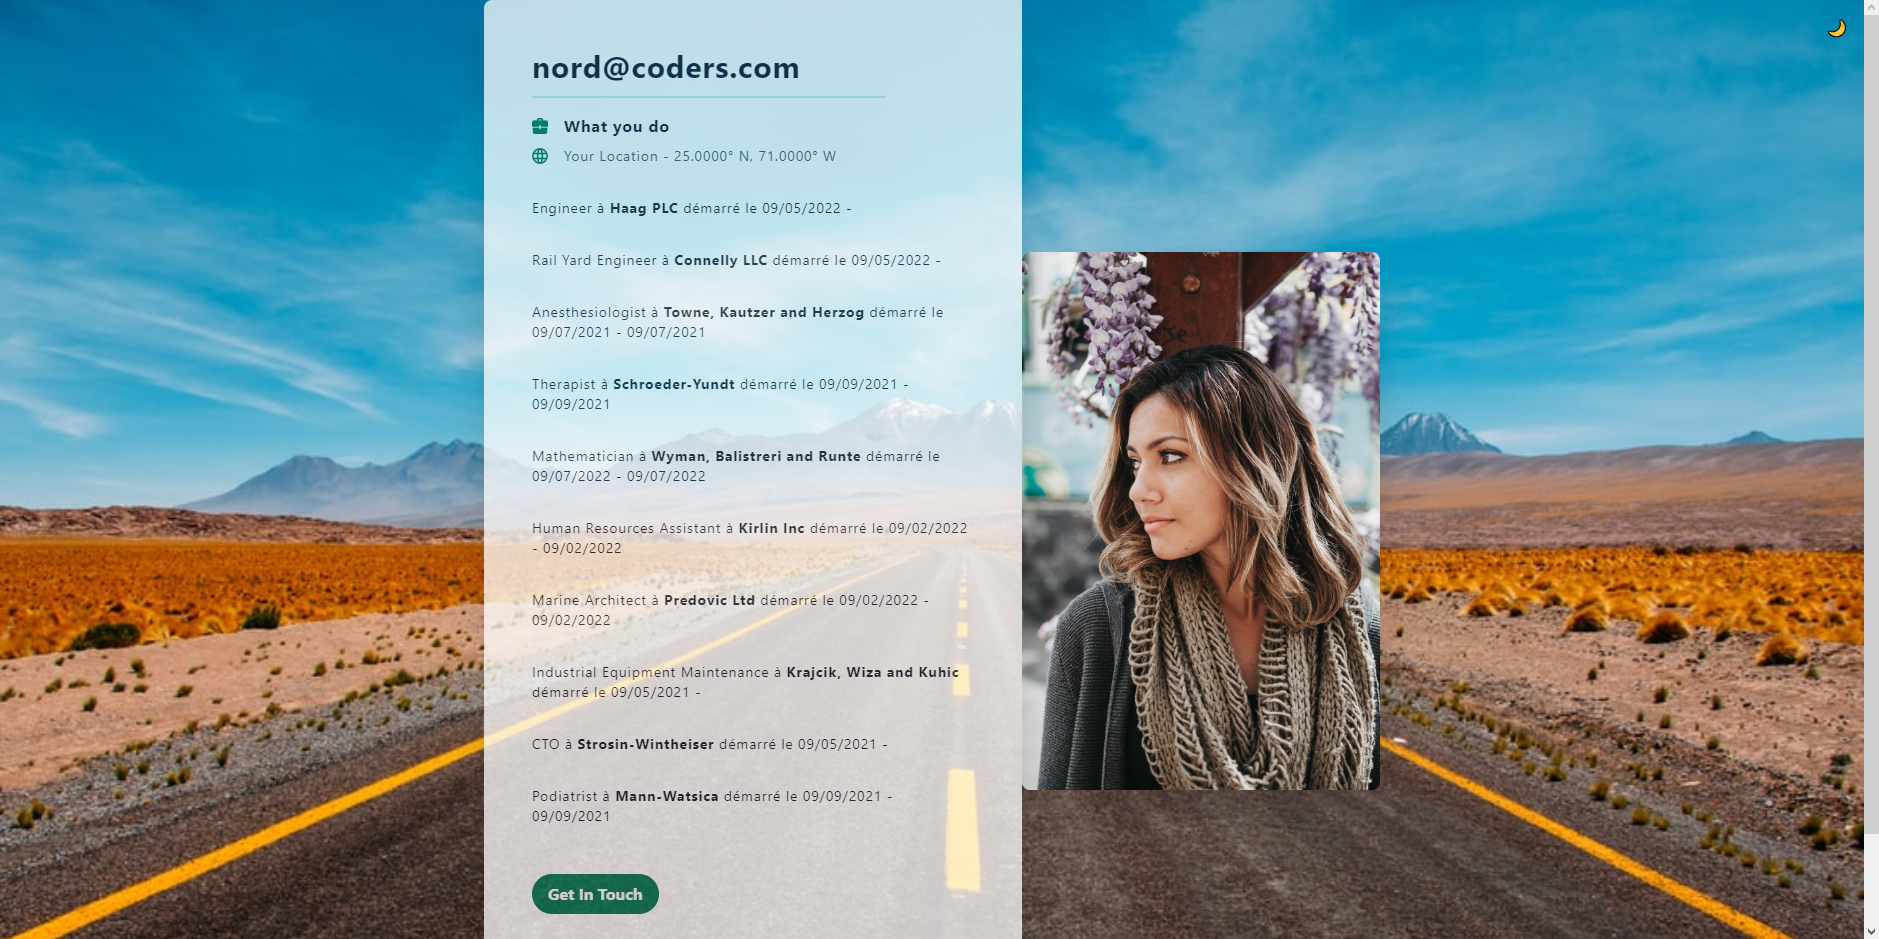 nord@coders.com
What you do
Your Location - 25.0000° N, 71.0000° W
Engineer à Haag PLC démarré le 09/05/2022 -
Rail Yard Engineer à Connelly LLC démarré le 09/05/2022 -
Anesthesiologist à Towne, Kautzer and Herzog démarré le
09/07/2021 - 09/07/2021
Therapist à Schroeder-Yundt démarré le 09/09/2021 -
09/09/2021
Mathematician à Wyman, Balistreri and Runte démarré le
09/07/2022 - 09/07/2022
Human Resources Assistant à Kirlin Inc démarré le 09/02/2022
- 09/02/2022
Marine Architect à Predovic Ltd démarré le 09/02/2022 -
09/02/2022
Industrial Equipment Maintenance à Krajcik, Wiza and Kuhic
démarré le 09/05/2021 -
CTO à Strosin-Wintheiser démarré le 09/05/2021 -
Podiatrist à Mann-Watsica démarré le 09/09/2021 -
09/09/2021
Get In Touch